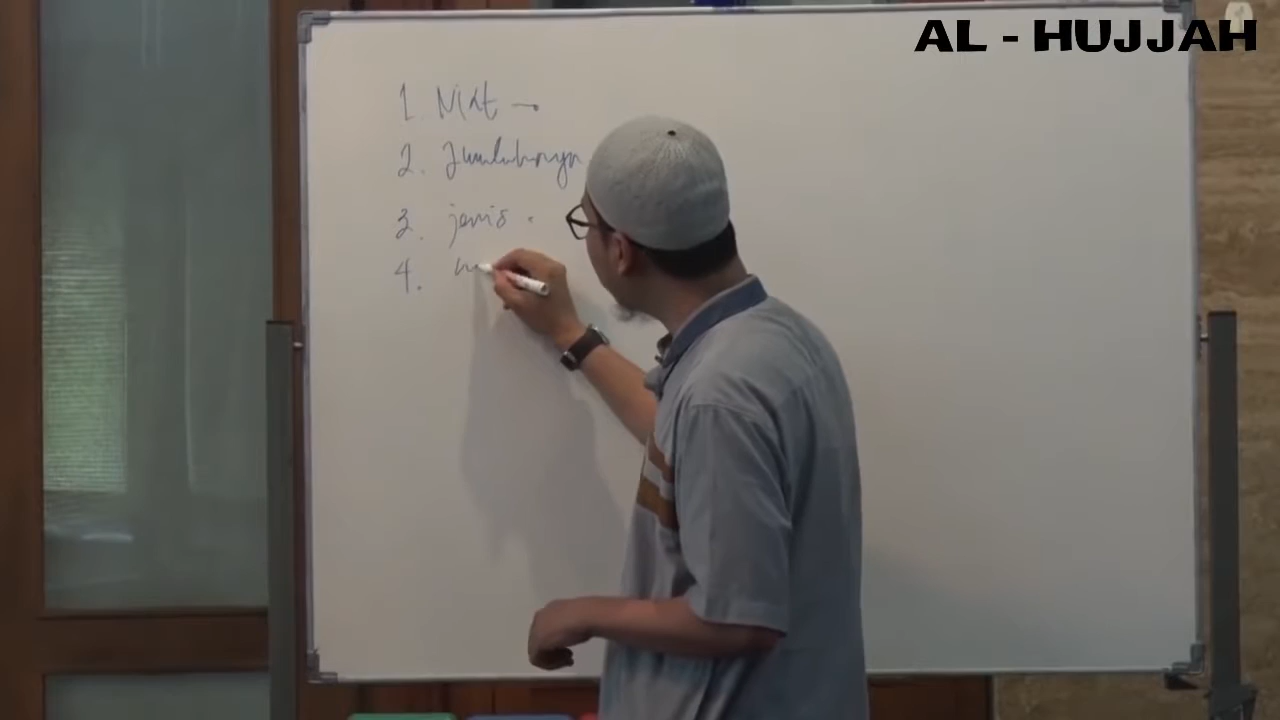 AL - HUJJAH
1 Niat →
2. Jumlahnya
3. jenis .
4.